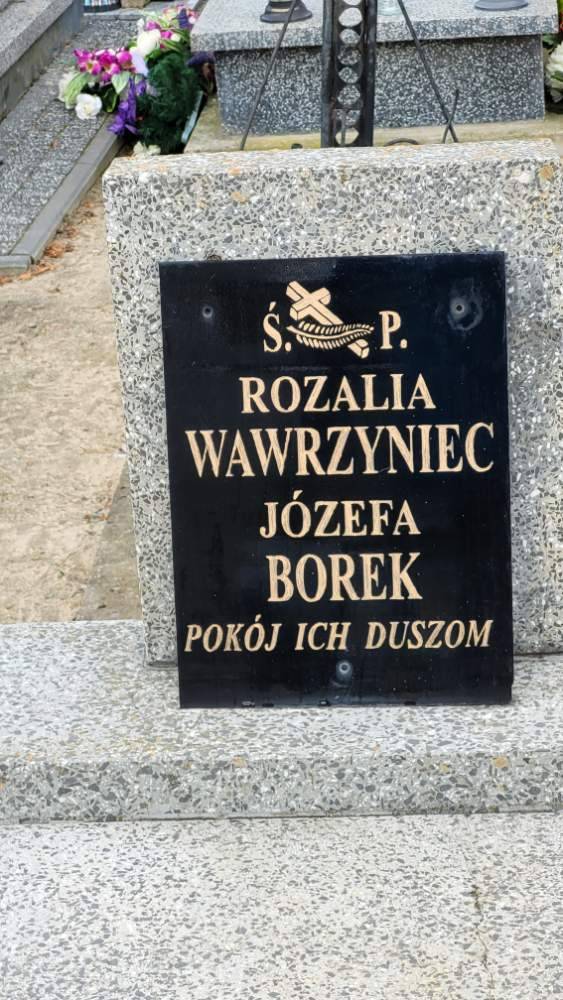 Ś. P.
ROZALIA
WAWRZYNIEC
JÓZEFA
BOREK
POKÓJ ICH DUSZOM